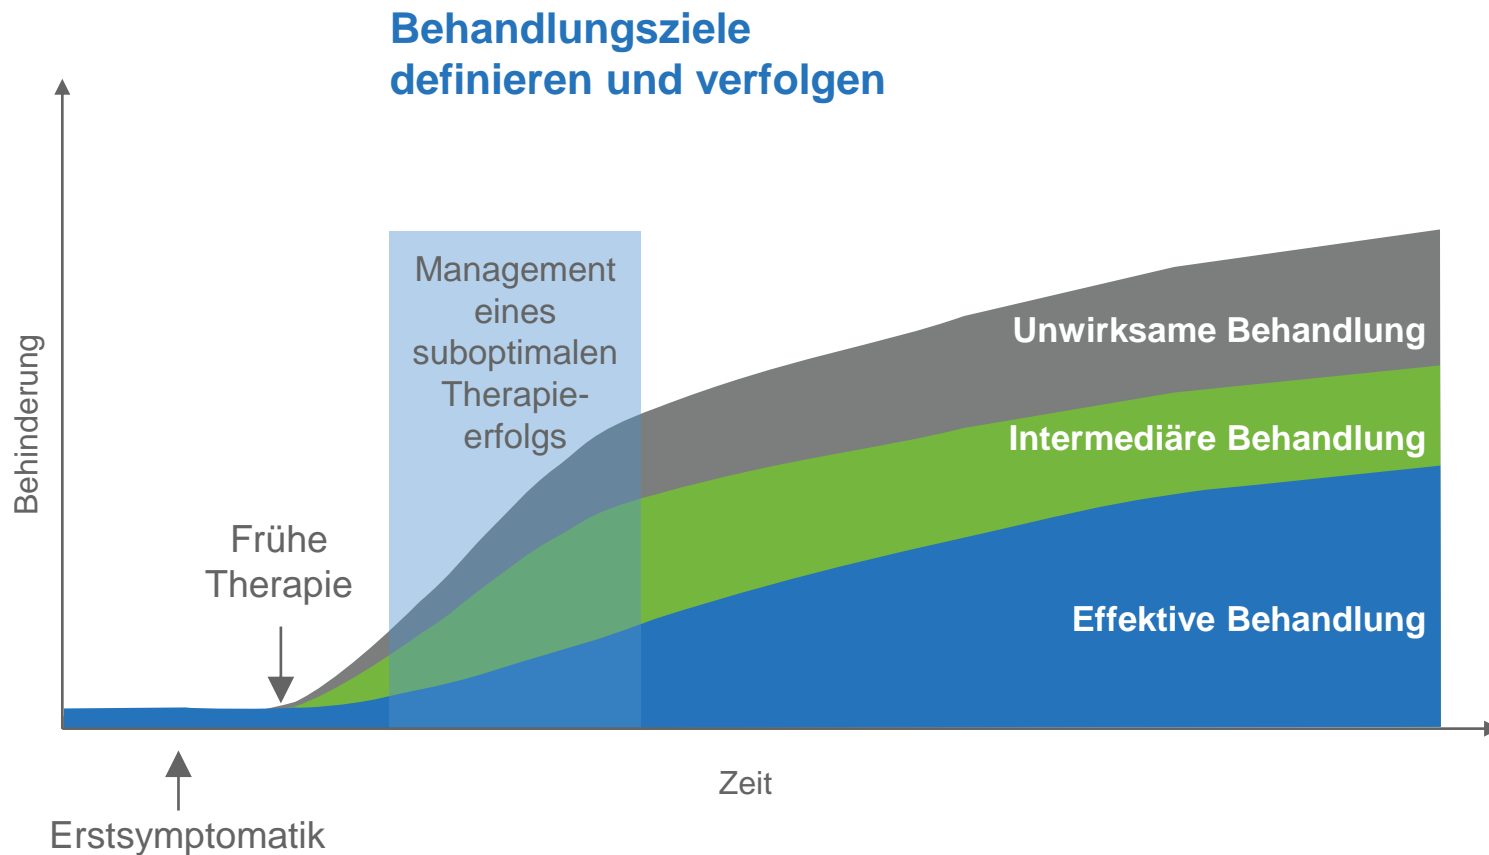 Behandlungsziele
definieren und verfolgen
Management
eines
suboptimalen
Therapie-
erfolgs
Unwirksame Behandlung
Intermediäre Behandlung
Effektive Behandlung
Behinderung
Frühe
Therapie
Zeit
Erstsymptomatik